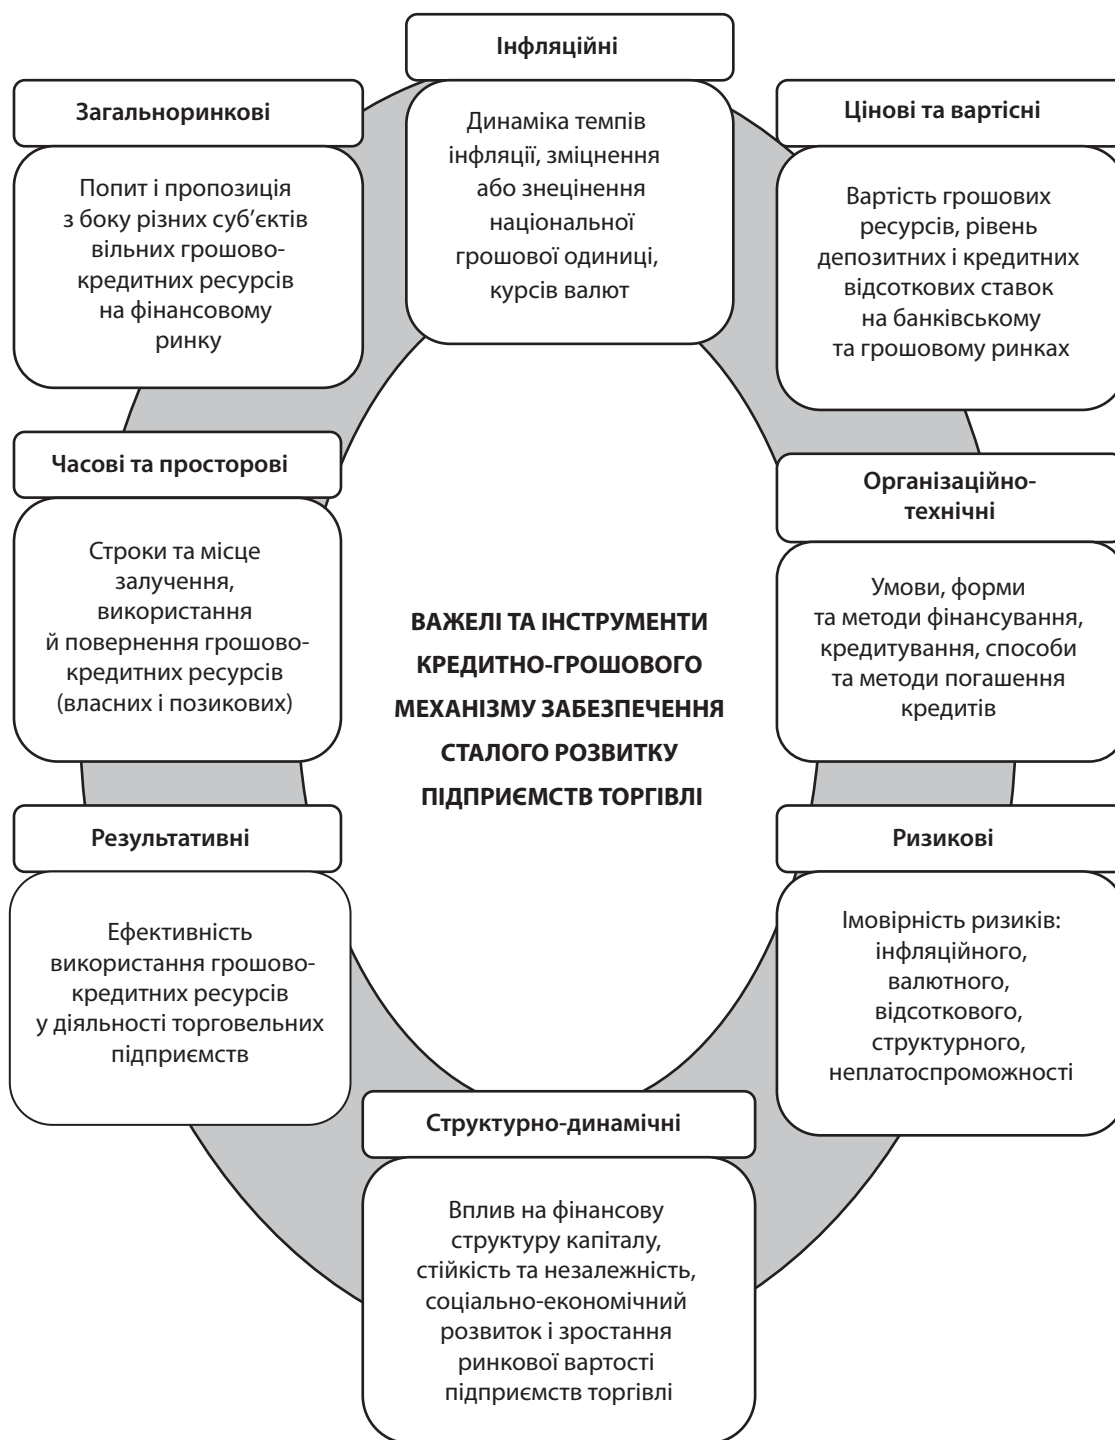 Інфляційні
Динаміка темпів
інфляції, зміцнення
або знецінення
національної
грошової одиниці,
курсів валют
Загальноринкові
Попит і пропозиція
з боку різних суб’єктів
вільних грошово-
кредитних ресурсів
на фінансовому
ринку
Цінові та вартісні
Вартість грошових
ресурсів, рівень
депозитних і кредитних
відсоткових ставок
на банківському
та грошовому ринках
Часові та просторові
Строки та місце
залучення,
використання
й повернення грошово-
кредитних ресурсів
(власних і позикових)
ВАЖЕЛІ ТА ІНСТРУМЕНТИ
КРЕДИТНО-ГРОШОВОГО
МЕХАНІЗМУ ЗАБЕЗПЕЧЕННЯ
СТАЛОГО РОЗВИТКУ
ПІДПРИЄМСТВ ТОРГІВЛІ
Організаційно-
технічні
Умови, форми
та методи фінансування,
кредитування, способи
та методи погашення
кредитів
Результативні
Ефективність
використання грошово-
кредитних ресурсів
у діяльності торговельних
підприємств
Ризикові
Імовірність ризиків:
інфляційного,
валютного,
відсоткового,
структурного,
неплатоспроможності
Структурно-динамічні
Вплив на фінансову
структуру капіталу,
стійкість та незалежність,
соціально-економічний
розвиток і зростання
ринкової вартості
підприємств торгівлі